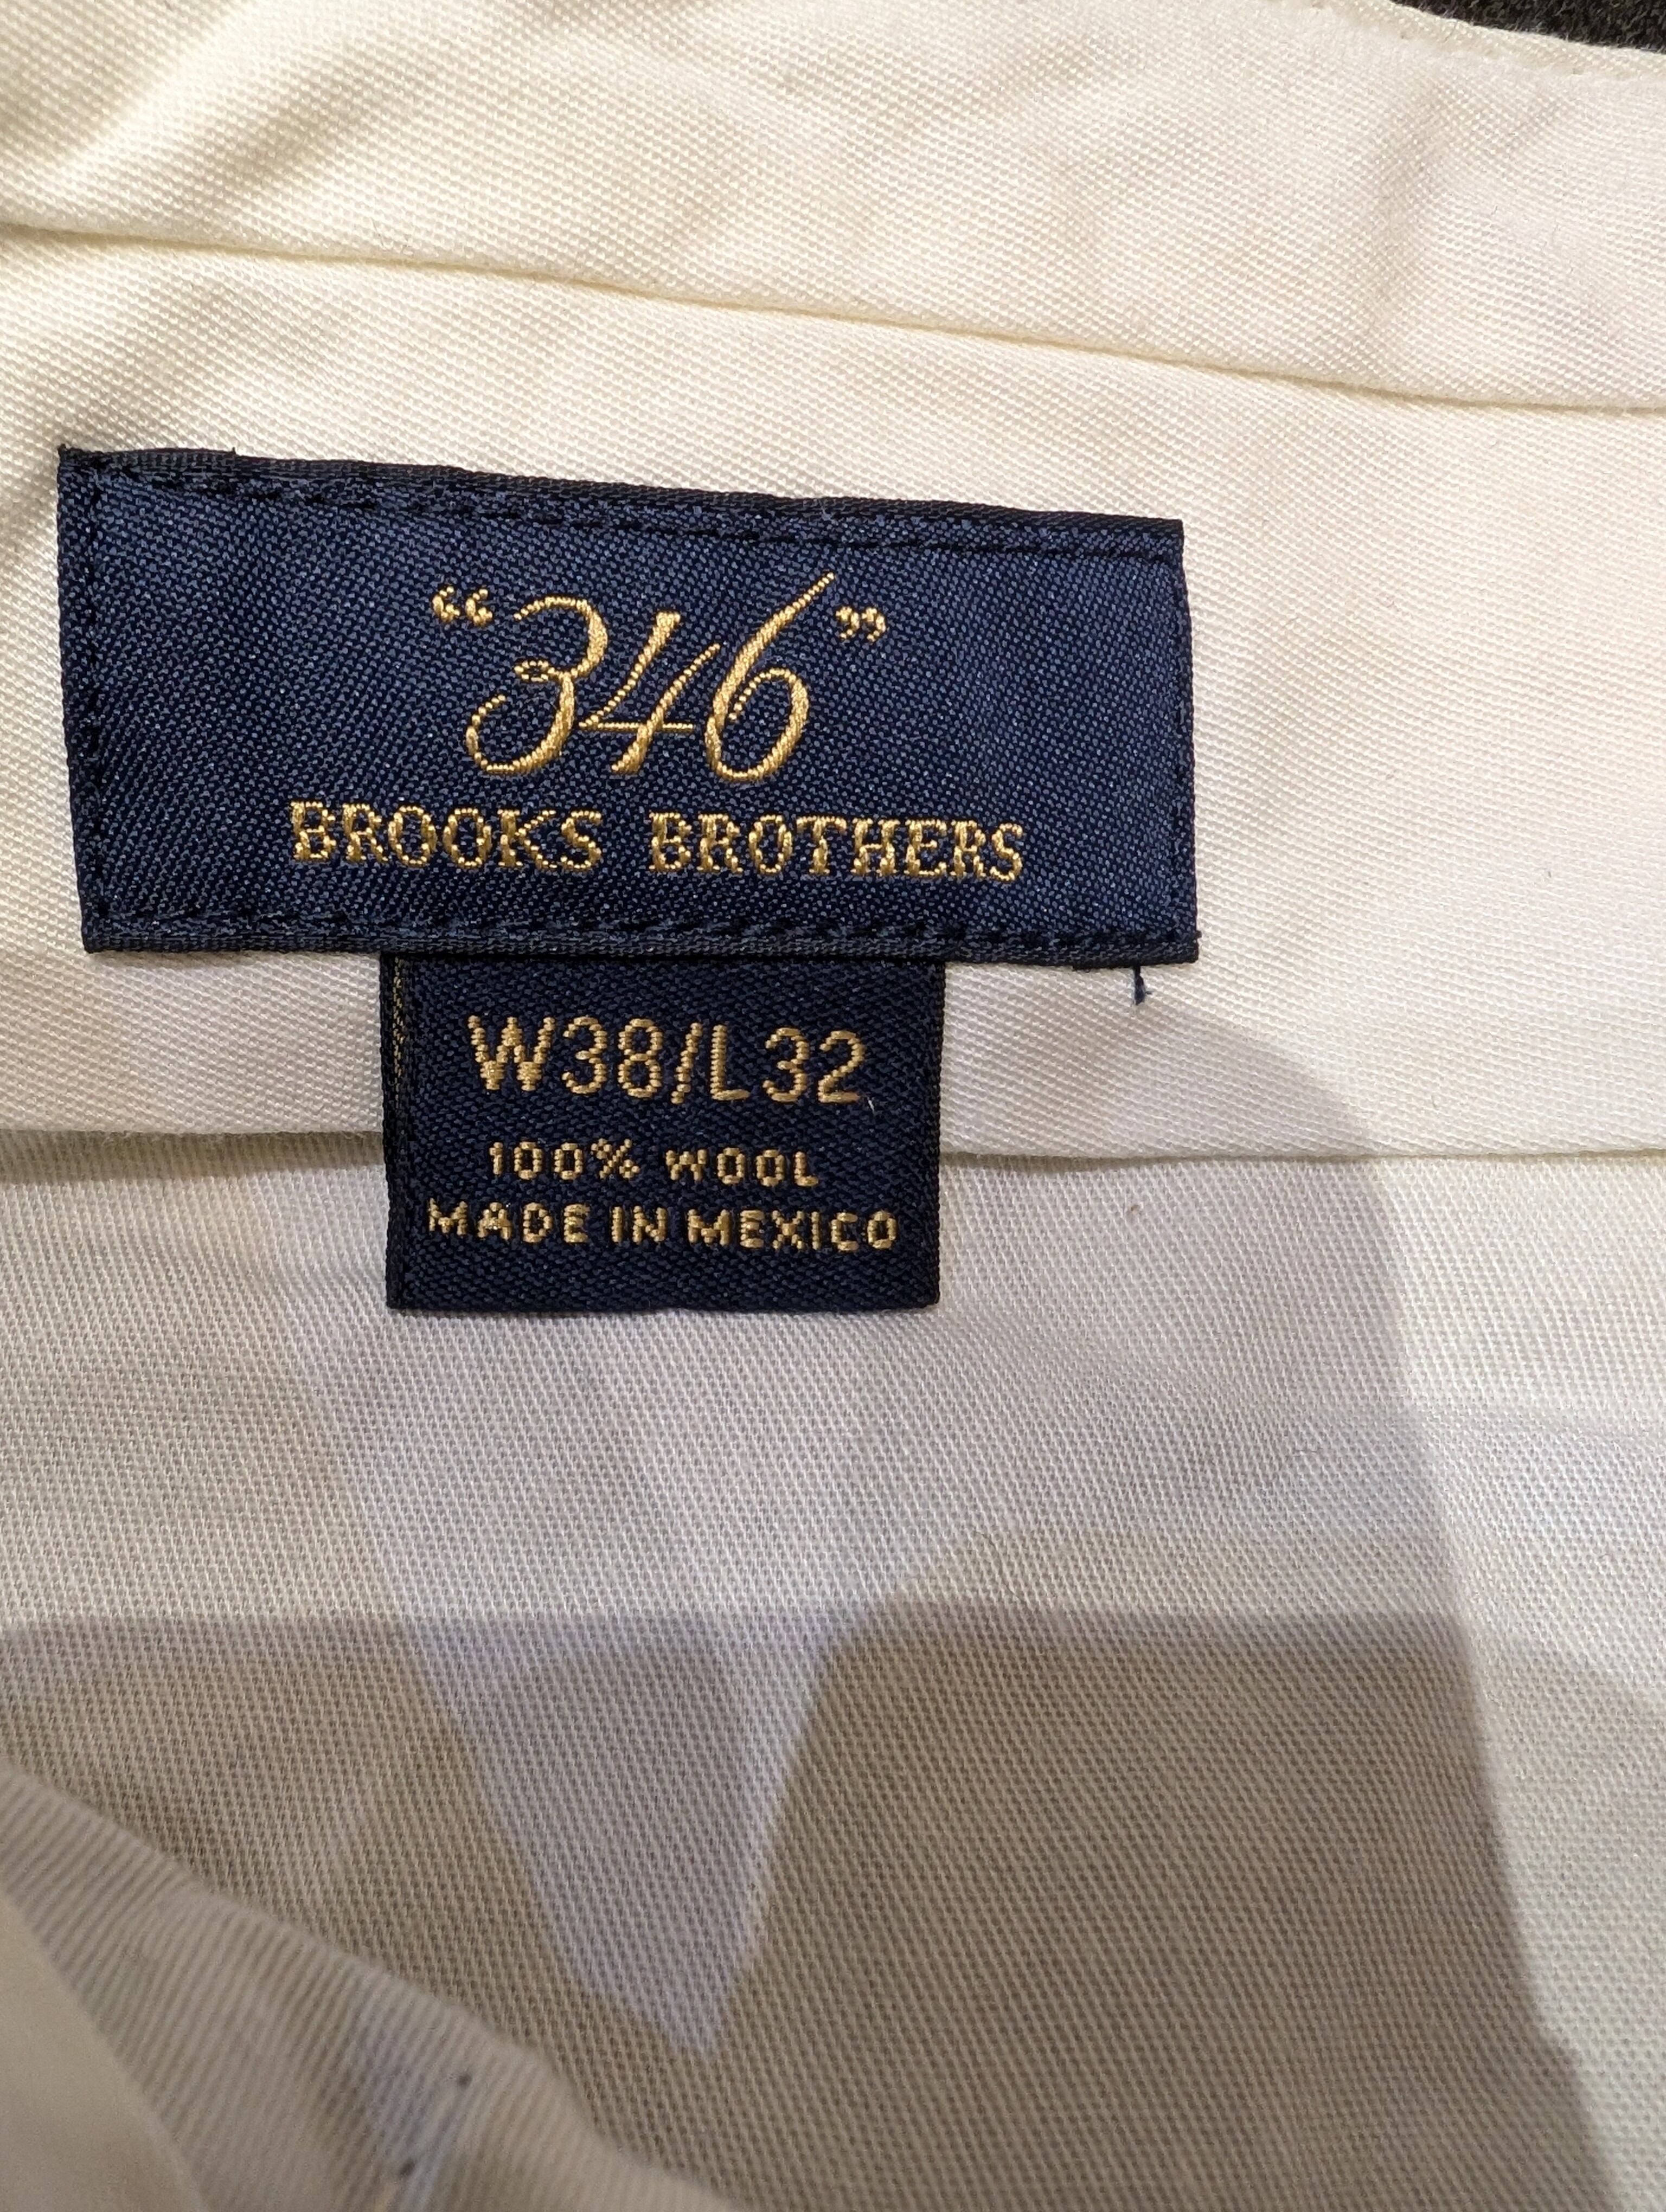 “346”
BROOKS BROTHERS
W38/L32
100% WOOL
MADE IN MEXICO